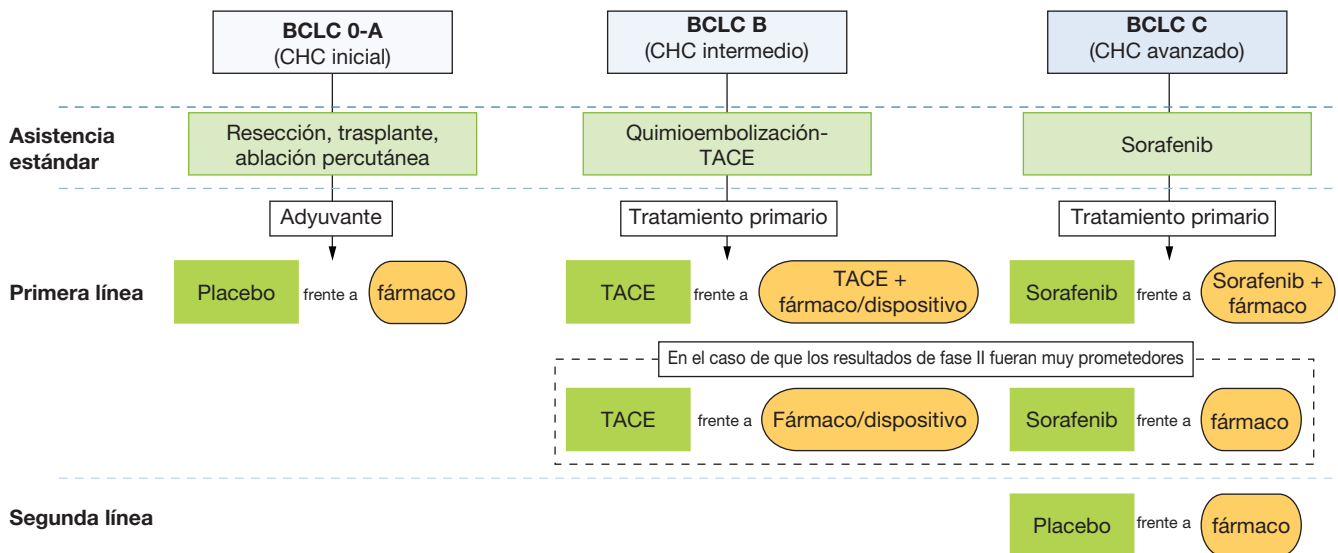 BCLC 0-A
(CHC inicial)
BCLC B
(CHC intermedio)
BCLC C
(CHC avanzado)
Asistencia
estándar
Resección, trasplante,
ablación percutánea
Quimioembolización-
TACE
Sorafenib
Adyuvante
Tratamiento primario
Tratamiento primario
Primera línea
Placebo
frente a
fármaco
TACE
frente a
TACE +
fármaco/dispositivo
Sorafenib
frente a
Sorafenib +
fármaco
En el caso de que los resultados de fase II fueran muy prometedores
TACE
frente a
Fármaco/dispositivo
Sorafenib
frente a
fármaco
Segunda línea
Placebo
frente a
fármaco